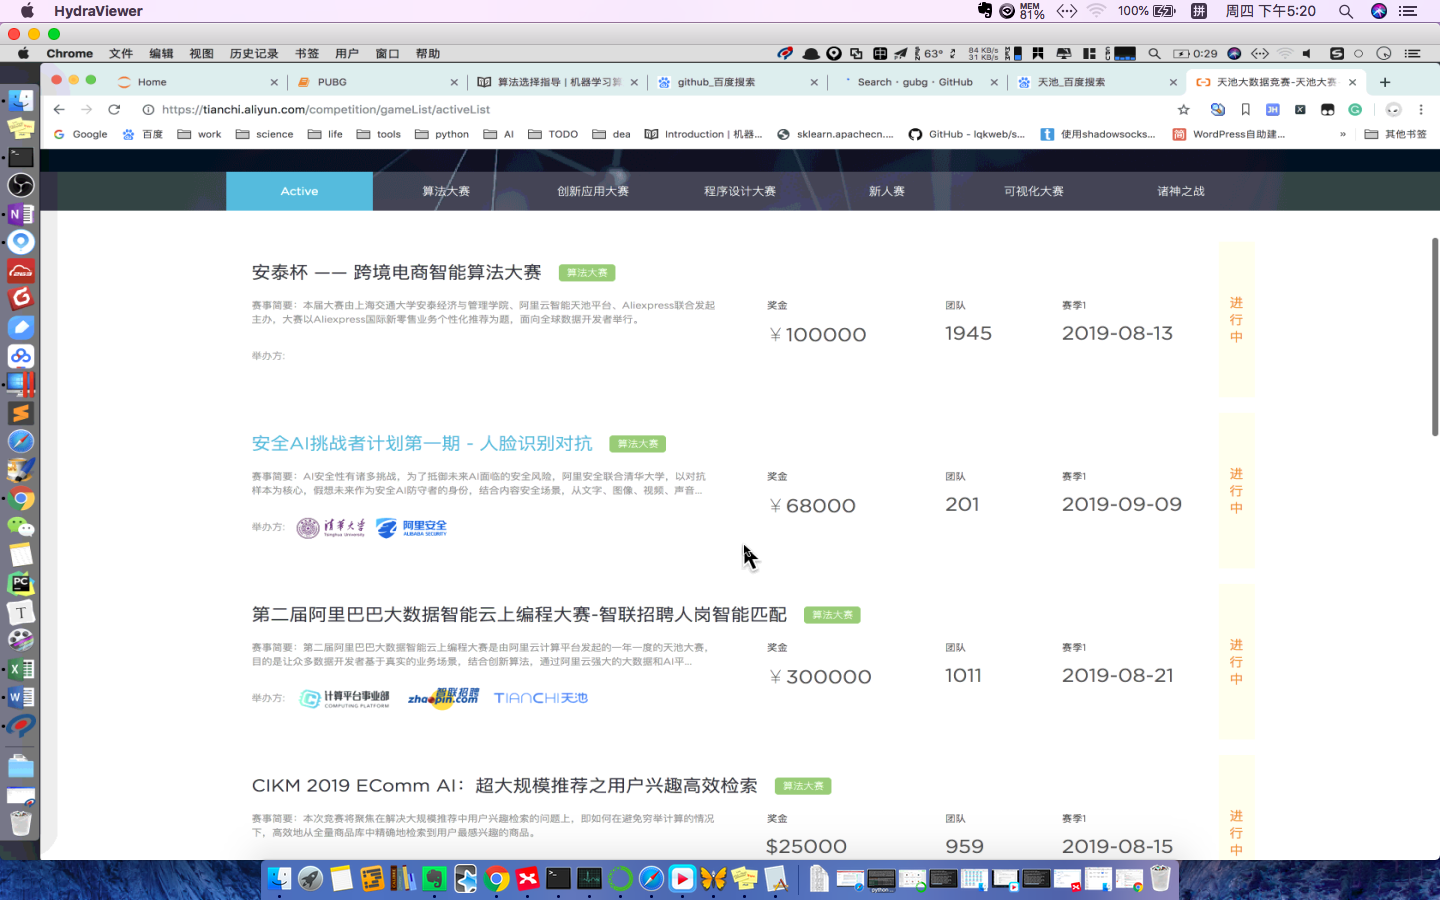 HydraViewer
MEM 81%
100%
周四 下午5:20
Chrome 文件 编辑 视图 历史记录 书签 用户 窗口 帮助
63°
84 KB/s
31 KB/s
0:29
Home
PUBG
算法选择指导 | 机器学习算
github_百度搜索
Search · gubg · GitHub
天池_百度搜索
天池大数据竞赛-天池大赛
https://tianchi.aliyun.com/competition/gameList/activeList
Google 百度 work science life tools python AI TODO dea Introduction | 机器... sklearn.apachecn.... GitHub - lqkweb/s... 使用shadowsocks... WordPress自助建... » 其他书签
Active 算法大赛 创新应用大赛 程序设计大赛 新人赛 可视化大赛 诸神之战
安泰杯 —— 跨境电商智能算法大赛 算法大赛
赛事简要：本届大赛由上海交通大学安泰经济与管理学院、阿里云智能天池平台、Aliexpress联合发起
主办，大赛以Aliexpress国际新零售业务个性化推荐为题，面向全球数据开发者举行。
举办方:
奖金 团队 赛季1
￥100000 1945 2019-08-13
进行中
安全AI挑战者计划第一期 - 人脸识别对抗 算法大赛
赛事简要：AI安全性有诸多挑战，为了抵御未来AI面临的安全风险，阿里安全联合清华大学，以对抗
样本为核心，假想未来作为安全AI防守者的身份，结合内容安全场景，从文字、图像、视频、声音...
举办方: 清华大学 Tsinghua University 阿里安全 ALIBABA SECURITY
奖金 团队 赛季1
￥68000 201 2019-09-09
进行中
第二届阿里巴巴大数据智能云上编程大赛-智联招聘人岗智能匹配 算法大赛
赛事简要：第二届阿里巴巴大数据智能云上编程大赛是由阿里云计算平台发起的一年一度的天池大赛，
目的是让众多数据开发者基于真实的业务场景，结合创新算法，通过阿里云强大的大数据和AI平...
举办方: 计算平台事业部 COMPUTING PLATFORM 智联招聘 zhaopin.com TIANCHI天池
奖金 团队 赛季1
￥300000 1011 2019-08-21
进行中
CIKM 2019 EComm AI：超大规模推荐之用户兴趣高效检索 算法大赛
赛事简要：本次竞赛将聚焦在解决大规模推荐中用户兴趣检索的问题上，即如何在避免穷举计算的情况
下，高效地从全量商品库中精确地检索到用户最感兴趣的商品。
奖金 团队 赛季1
$25000 959 2019-08-15
进行中